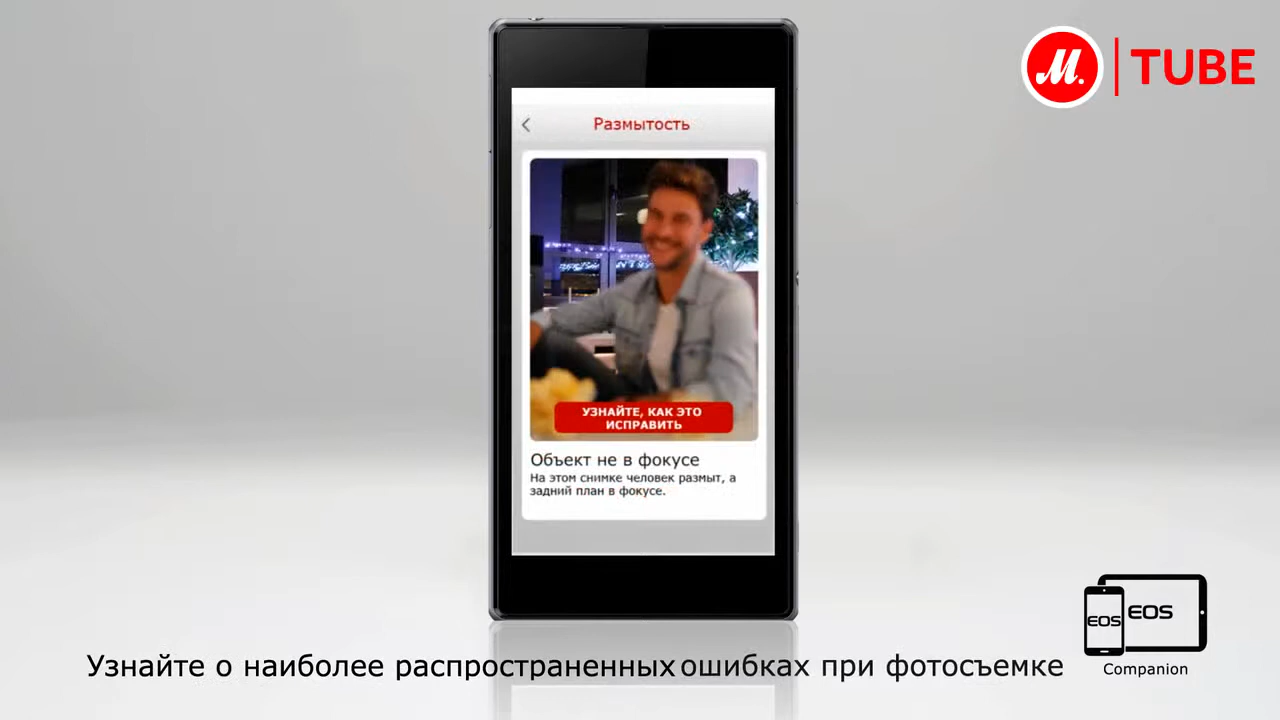 M. TUBE
Размытость
УЗНАЙТЕ, КАК ЭТО
ИСПРАВИТЬ
Объект не в фокусе
На этом снимке человек размыт, а
задний план в фокусе.
EOS
EOS
Companion
Узнайте о наиболее распространенных ошибках при фотосъемке